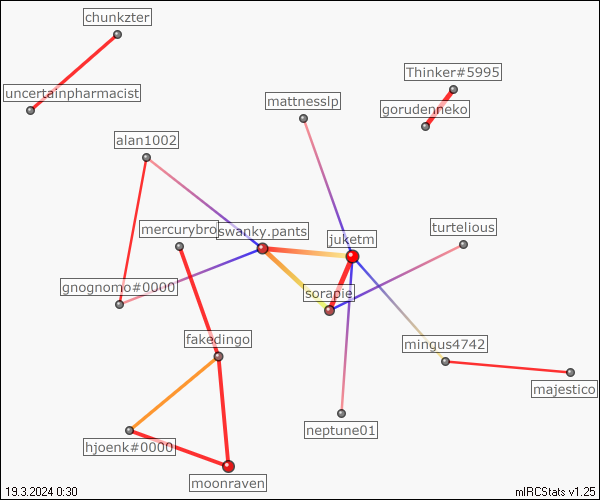 chunkzter
Thinker#5995
uncertainpharmacist
mattnesslp
gorudenneko
alan1002
mercurybro
swanky.pants
juketm
turtelious
gnognomo#0000
sorapie
fakedingo
mingus4742
majestico
neptune01
hjoenk#0000
moonraven
19.3.2024 0:30
mIRCStats v1.25